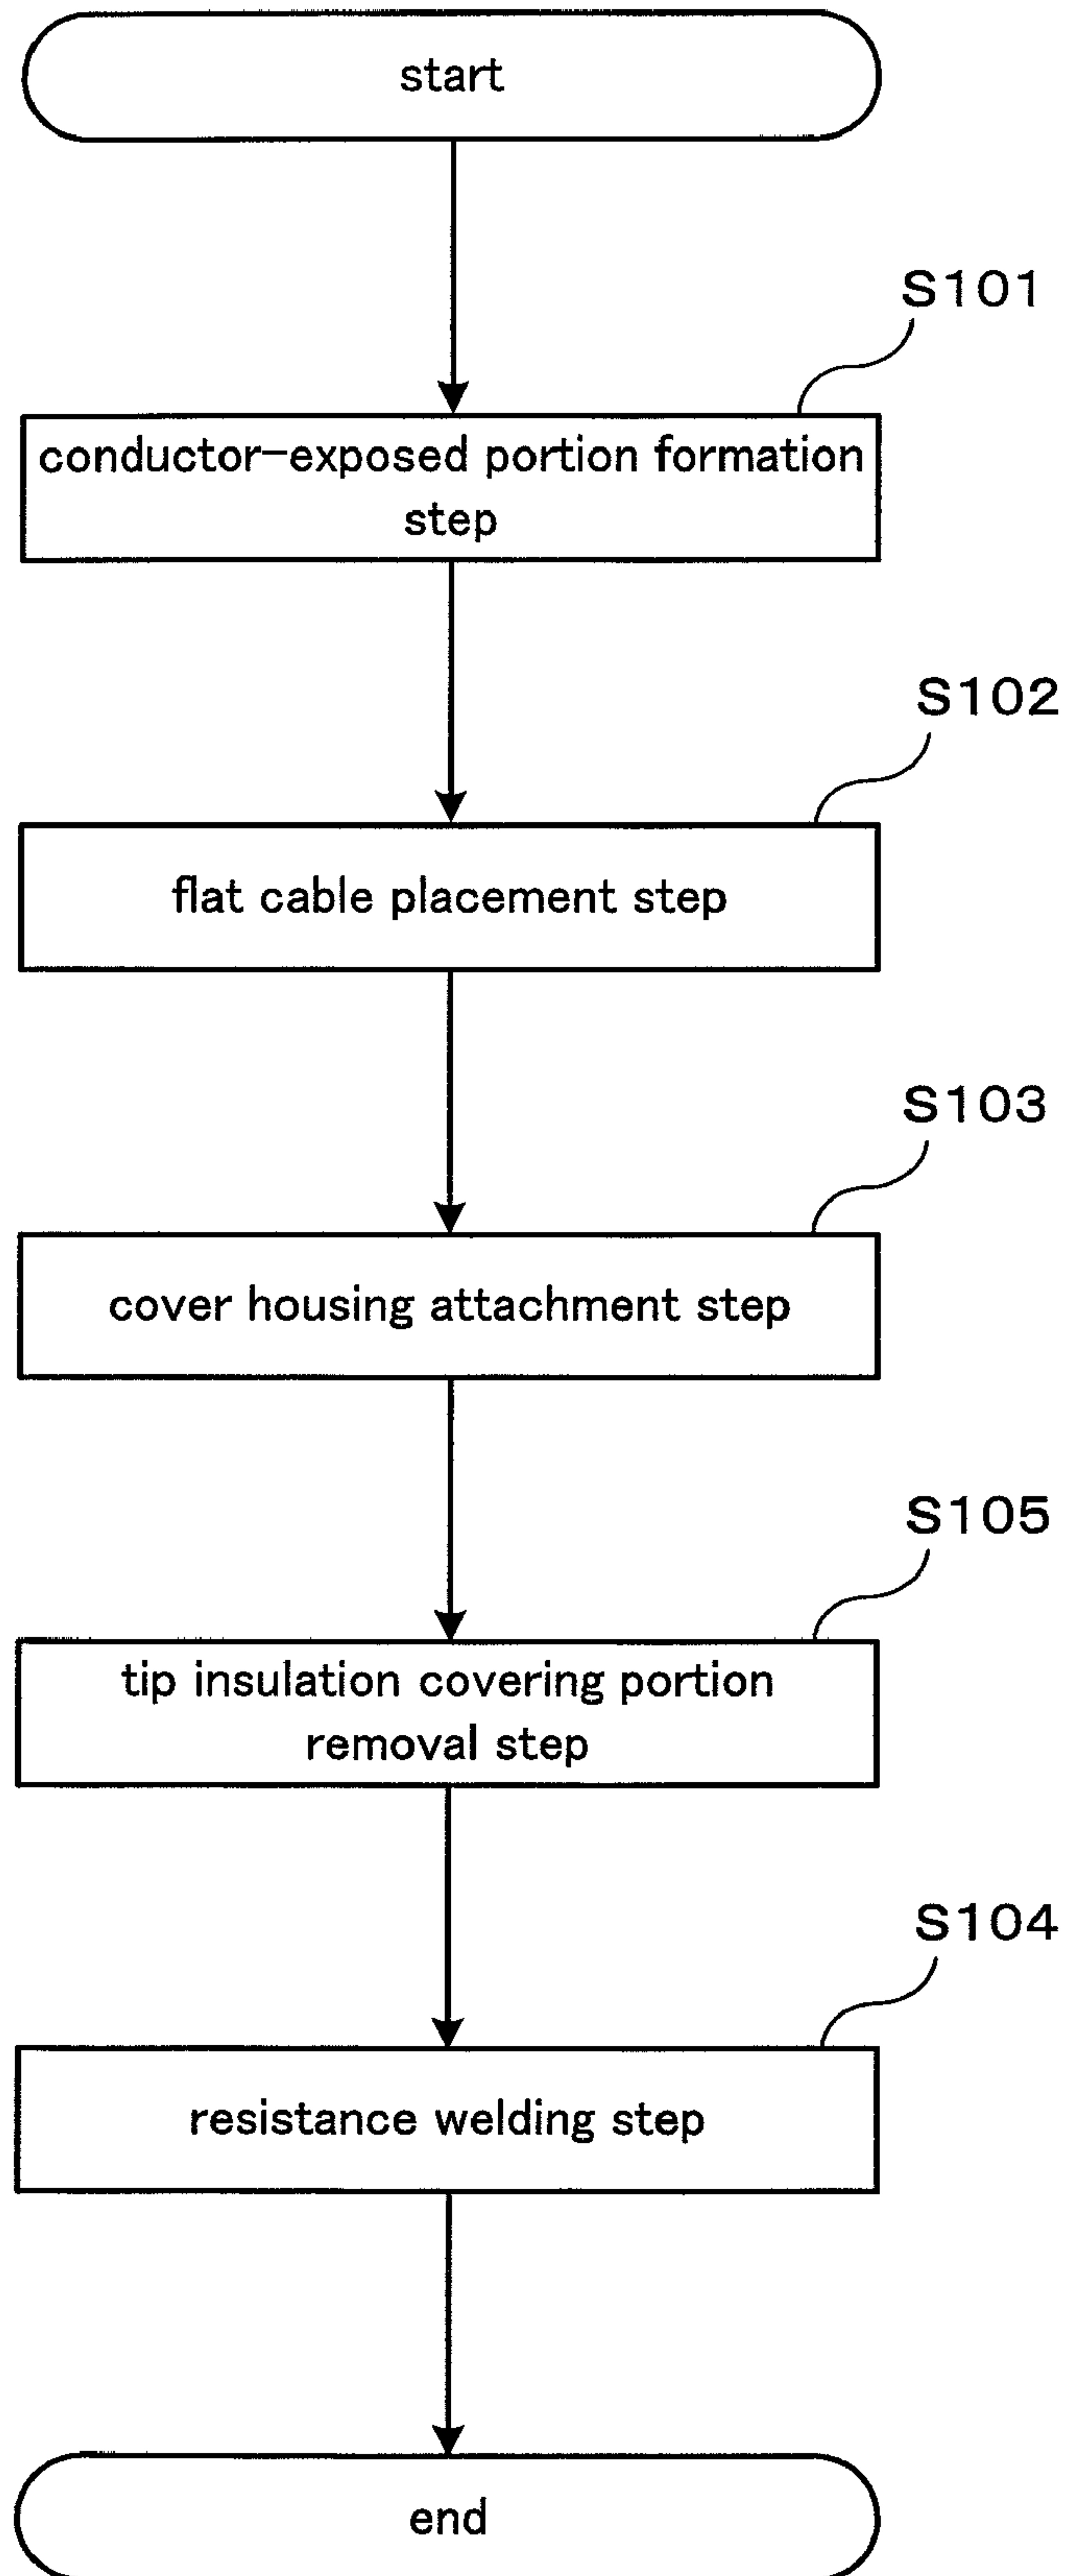 start
S101
conductor-exposed portion formation
step
S102
flat cable placement step
S103
cover housing attachment step
S105
tip insulation covering portion
removal step
S104
resistance welding step
end